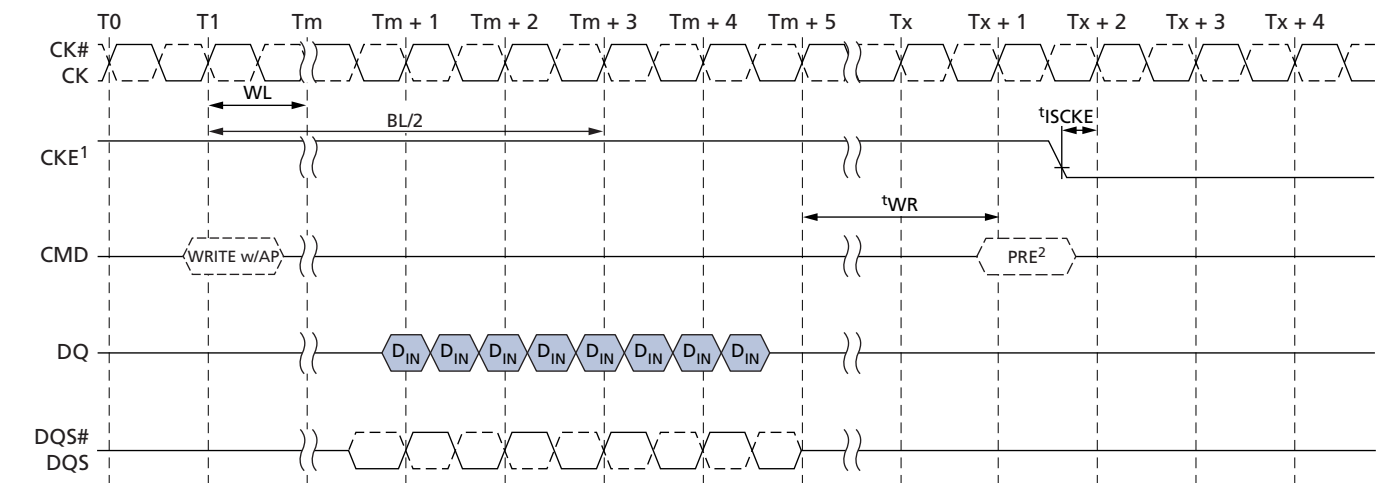 T0 T1 Tm Tm + 1 Tm + 2 Tm + 3 Tm + 4 Tm + 5 Tx Tx + 1 Tx + 2 Tx + 3 Tx + 4
CK#
CK
WL
BL/2
tISCKE
CKE1
tWR
CMD WRITE w/AP PRE2
DQ DIN DIN DIN DIN DIN DIN DIN DIN
DQS#
DQS